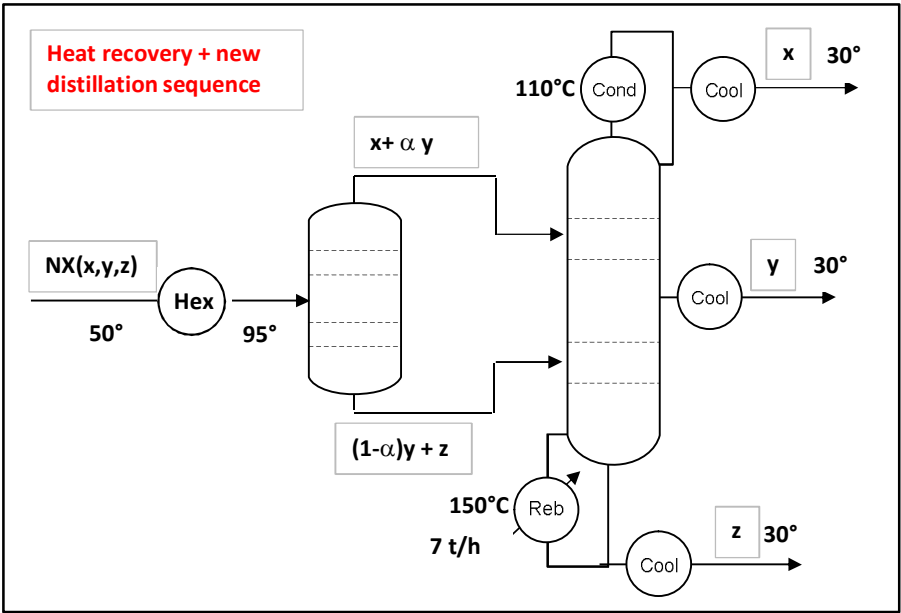 Heat recovery + new
distillation sequence
x 30°
110°C Cond Cool
x+ α y
NX(x,y,z)
Hex
50° 95°
y 30°
Cool
(1-α)y + z
150°C Reb
7 t/h
z 30°
Cool